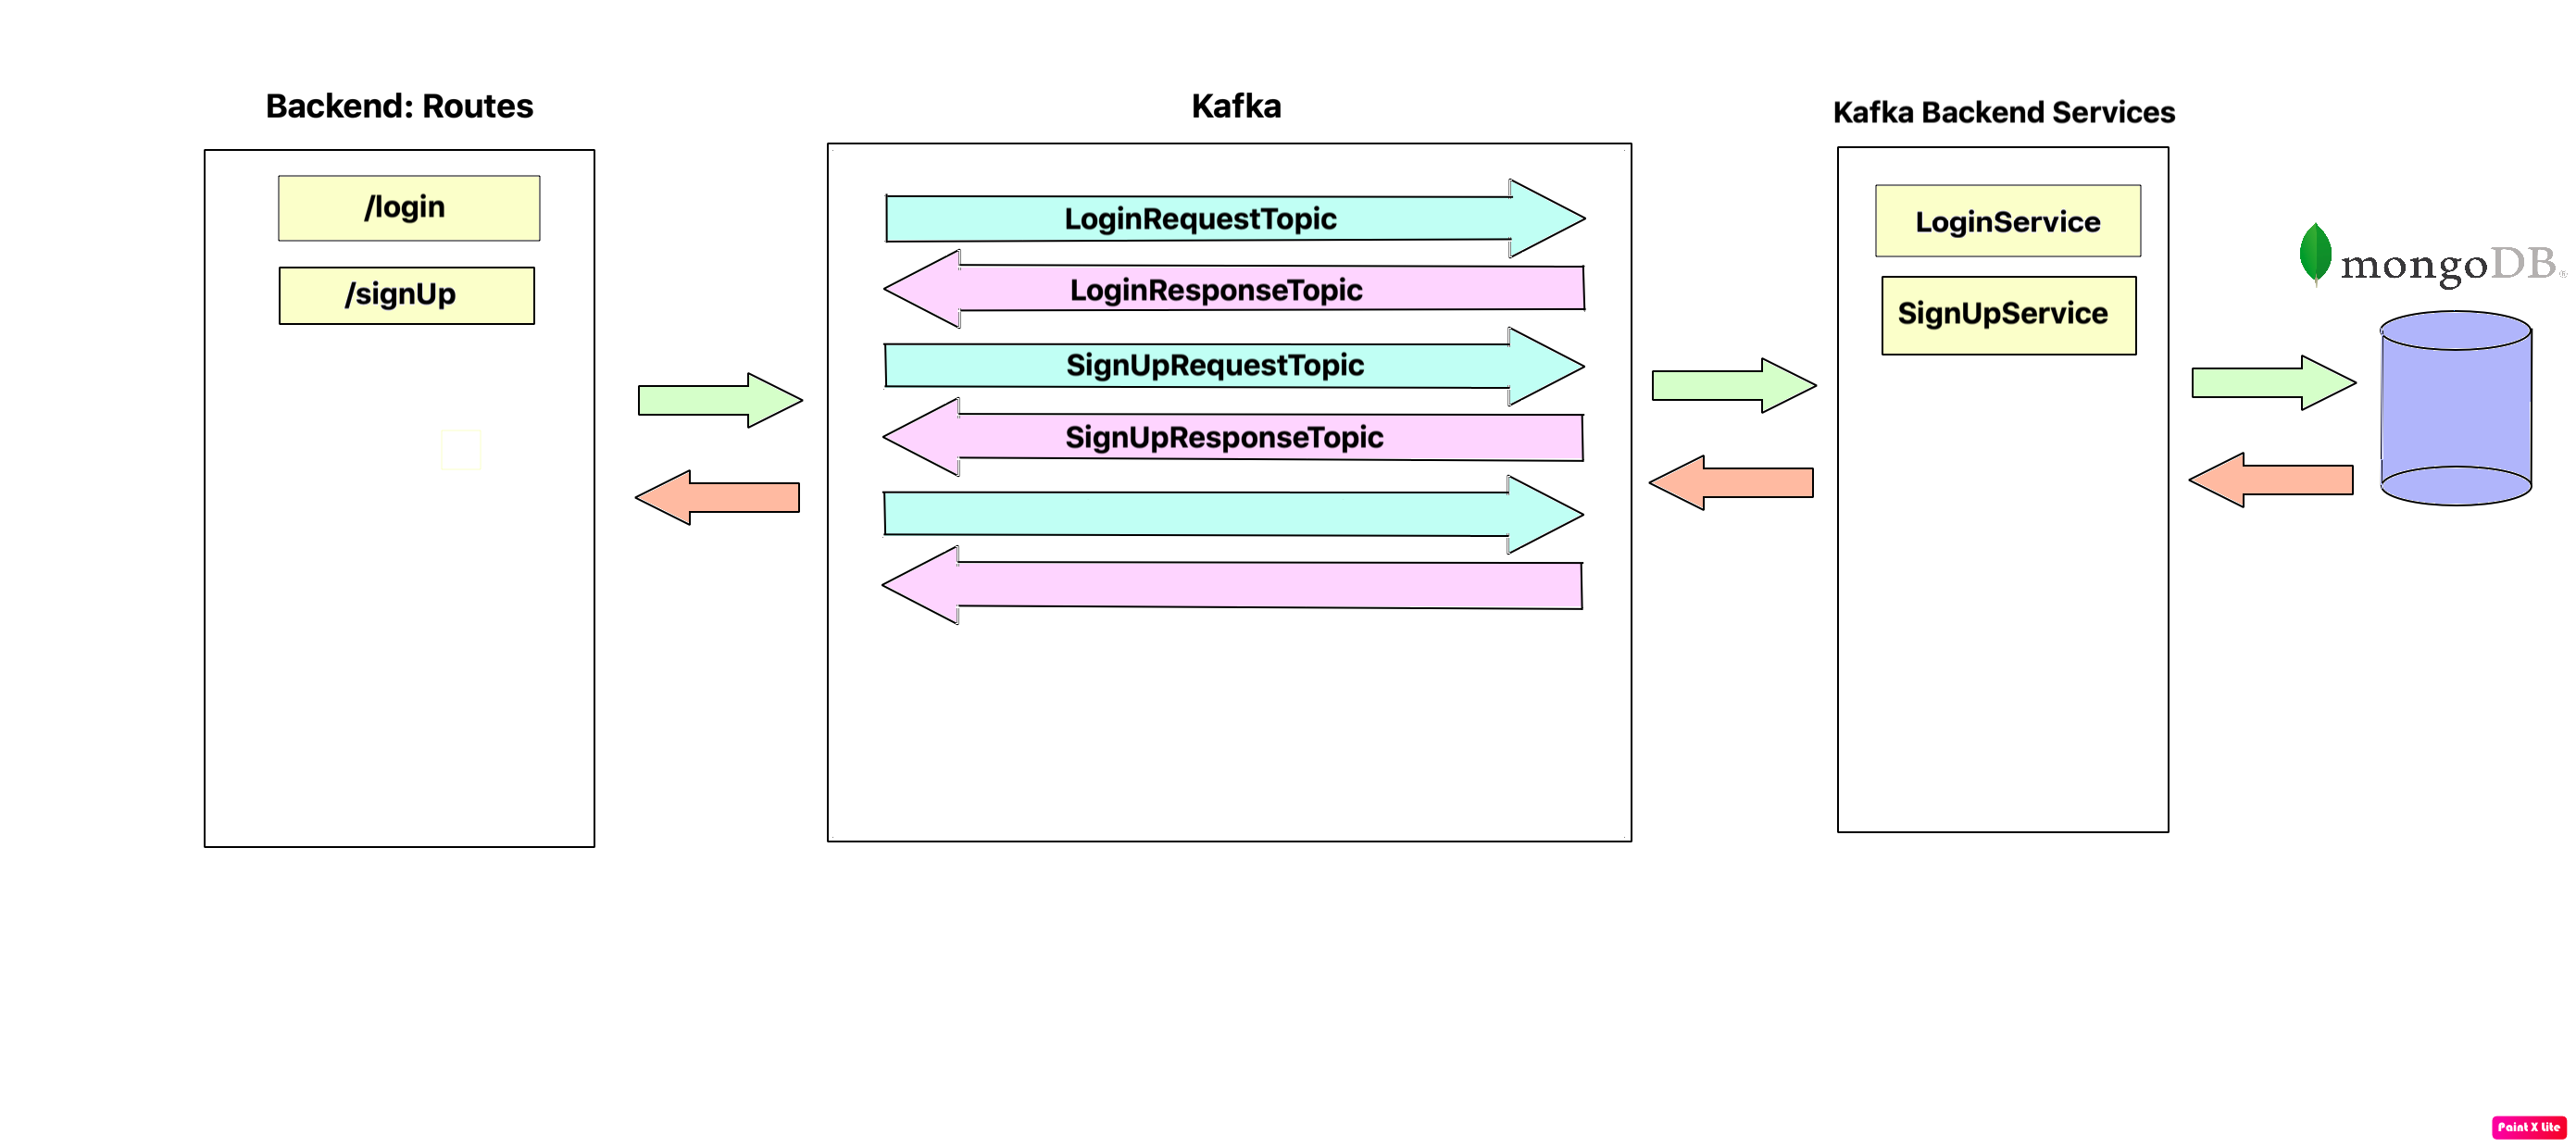 Backend: Routes
Kafka
Kafka Backend Services
/login
/signUp
LoginRequestTopic
LoginResponseTopic
SignUpRequestTopic
SignUpResponseTopic
LoginService
SignUpService
mongoDB®
Paint X Lite